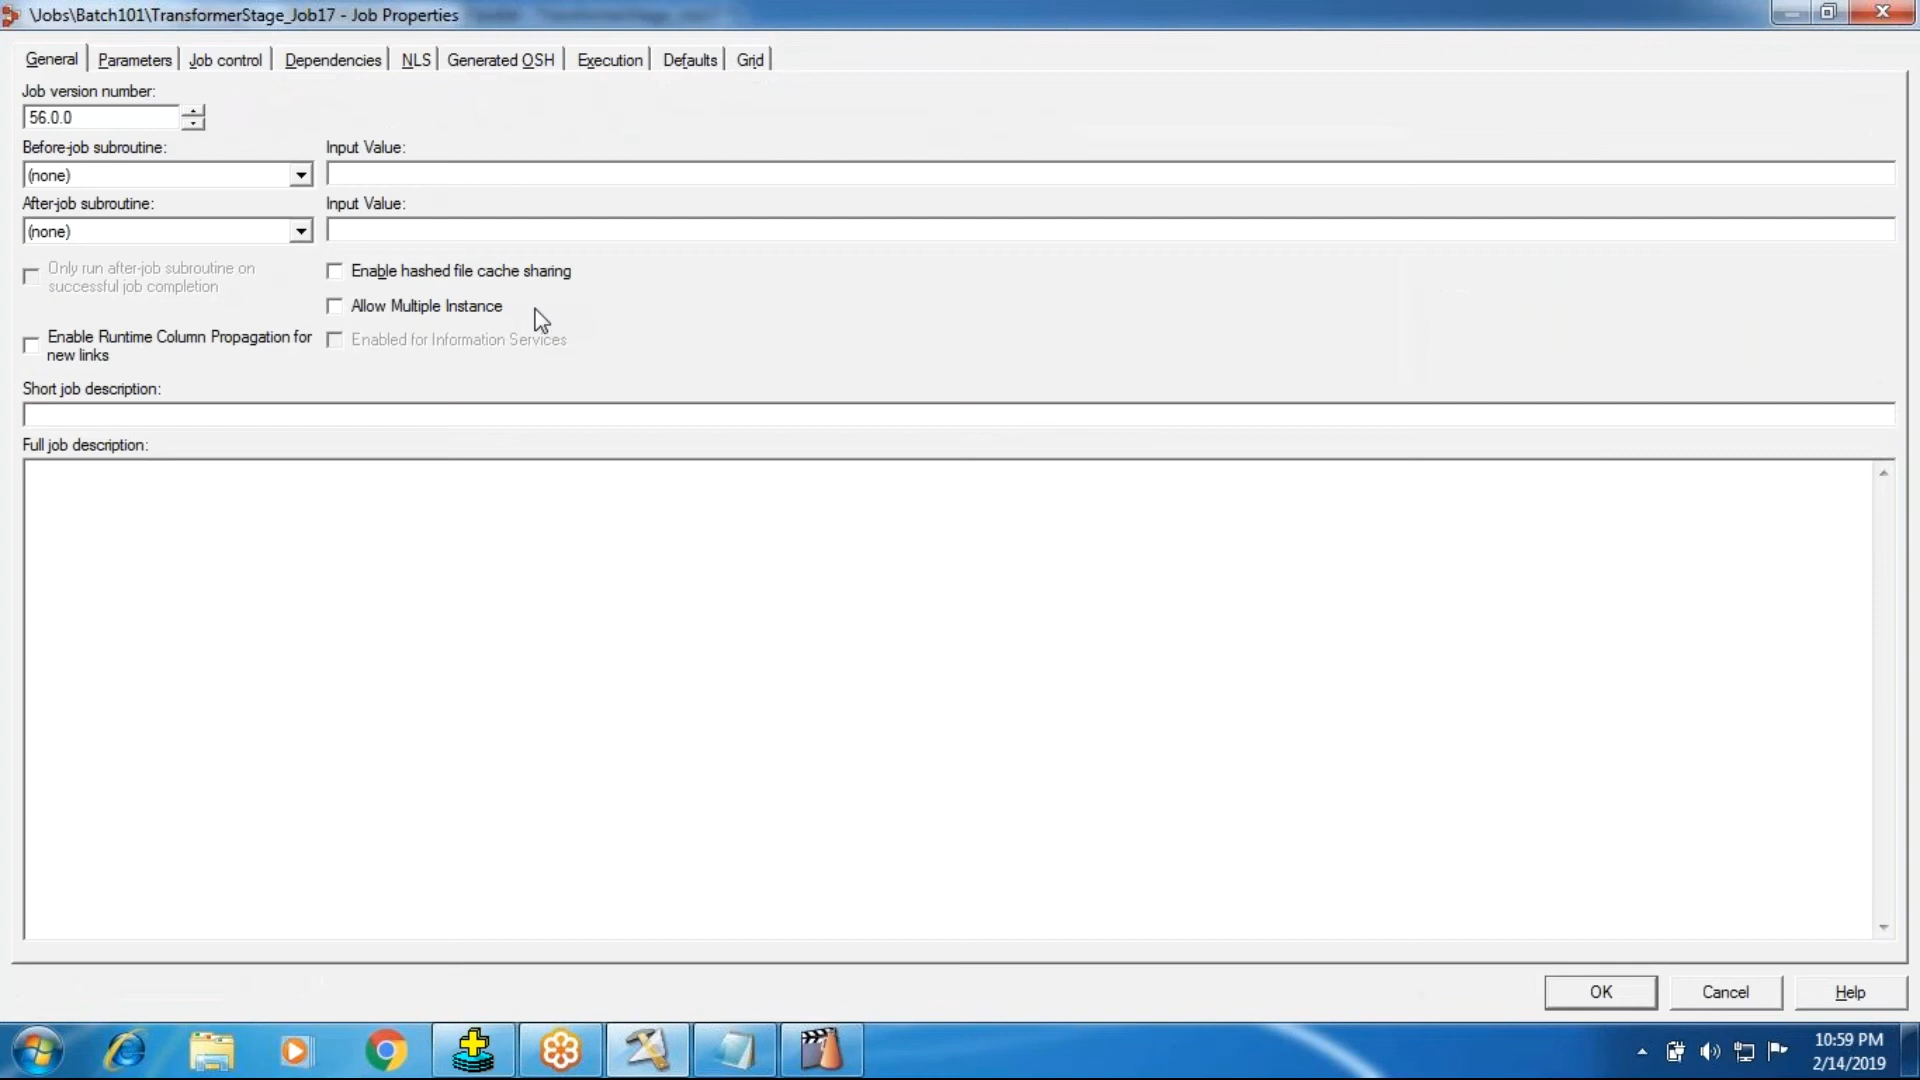 \Jobs\Batch101\TransformerStage_Job17 - Job Properties
General Parameters Job control Dependencies NLS Generated OSH Execution Defaults Grid
Job version number:
56.0.0
Before-job subroutine: Input Value:
(none)
After-job subroutine: Input Value:
(none)
Only run after-job subroutine on
successful job completion
Enable hashed file cache sharing
Allow Multiple Instance
Enable Runtime Column Propagation for
new links
Enabled for Information Services
Short job description:
Full job description:
OK Cancel Help
10:59 PM
2/14/2019